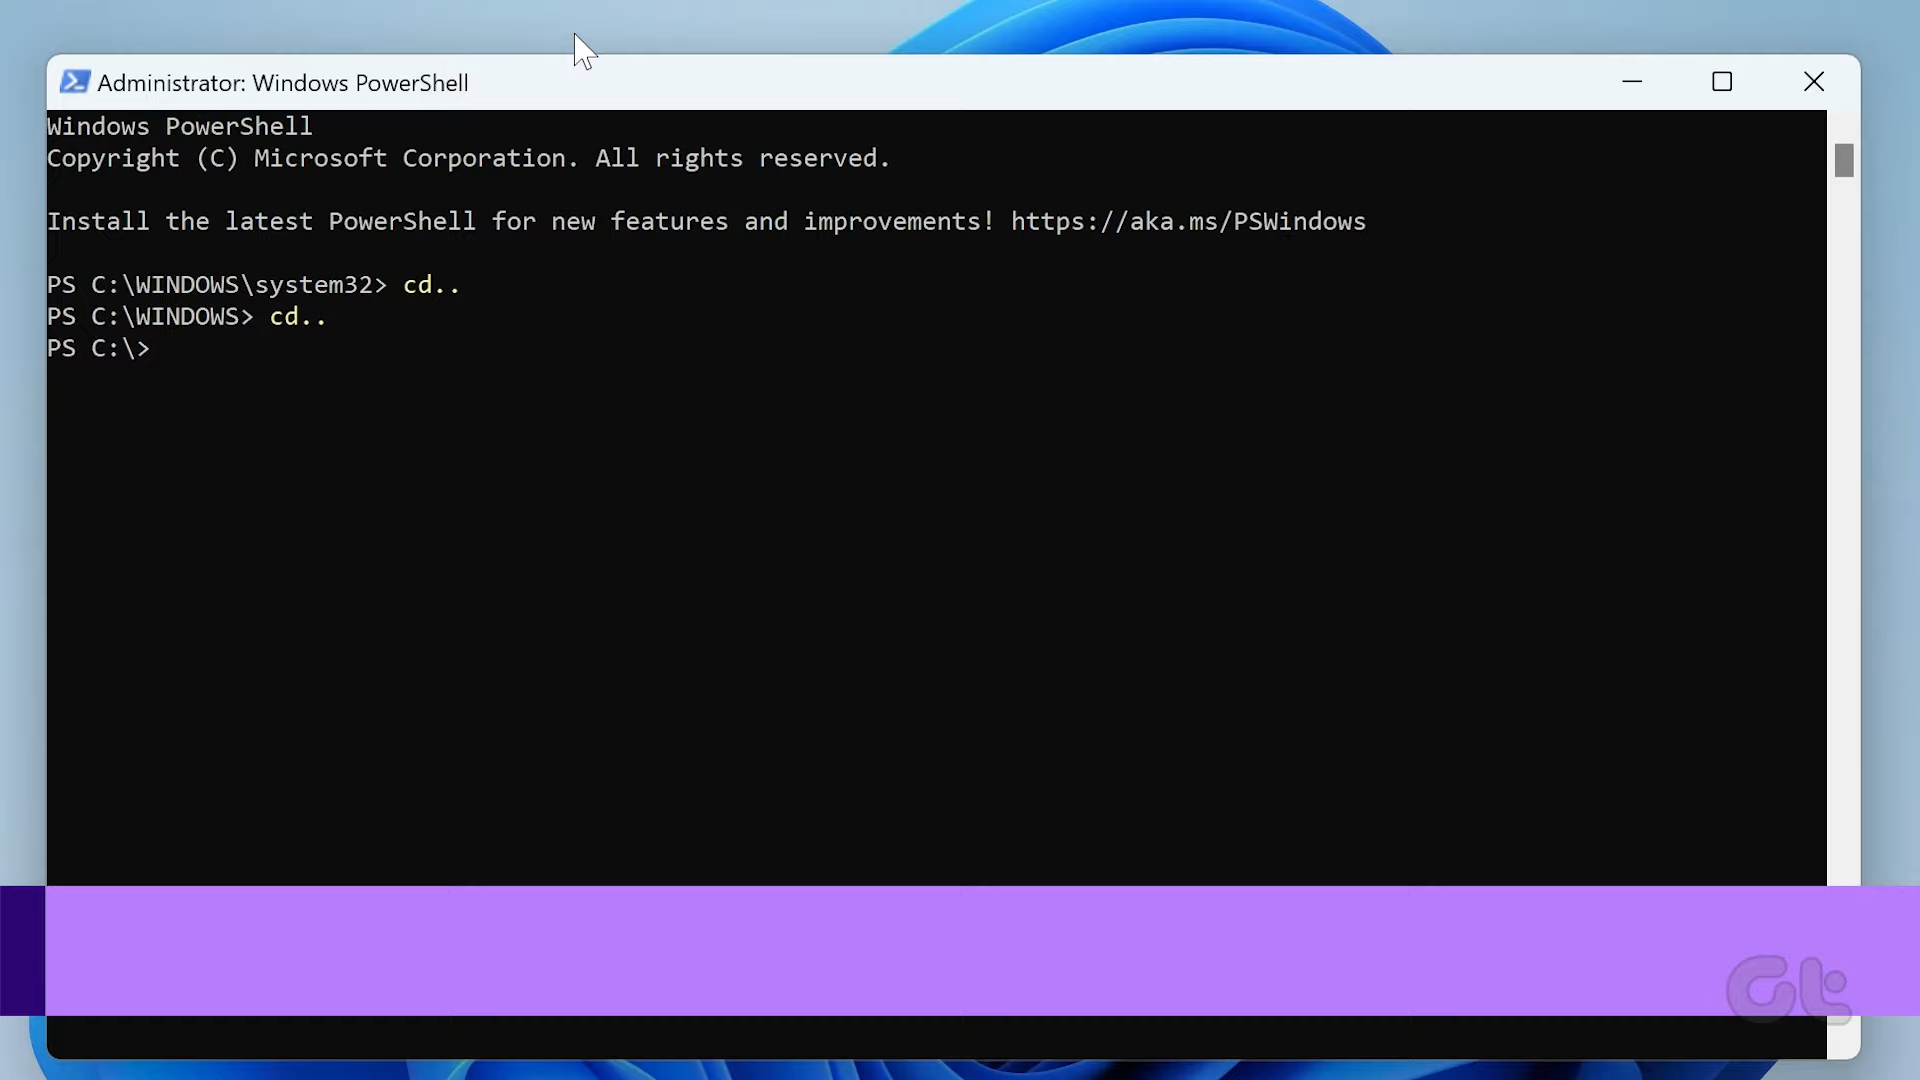 Administrator: Windows PowerShell
Windows PowerShell
Copyright (C) Microsoft Corporation. All rights reserved.
Install the latest PowerShell for new features and improvements! https://aka.ms/PSWindows
PS C:\WINDOWS\system32> cd..
PS C:\WINDOWS> cd..
PS C:\>
Gt